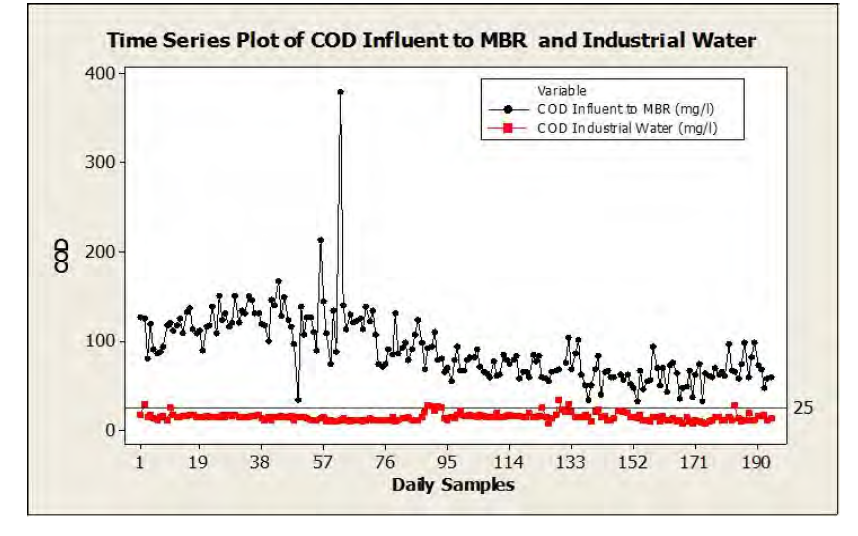 Time Series Plot of COD Influent to MBR and Industrial Water
Variable
COD Influent to MBR (mg/l)
COD Industrial Water (mg/l)
400
300
200
100
0
COD
25
1 19 38 57 76 95 114 133 152 171 190
Daily Samples